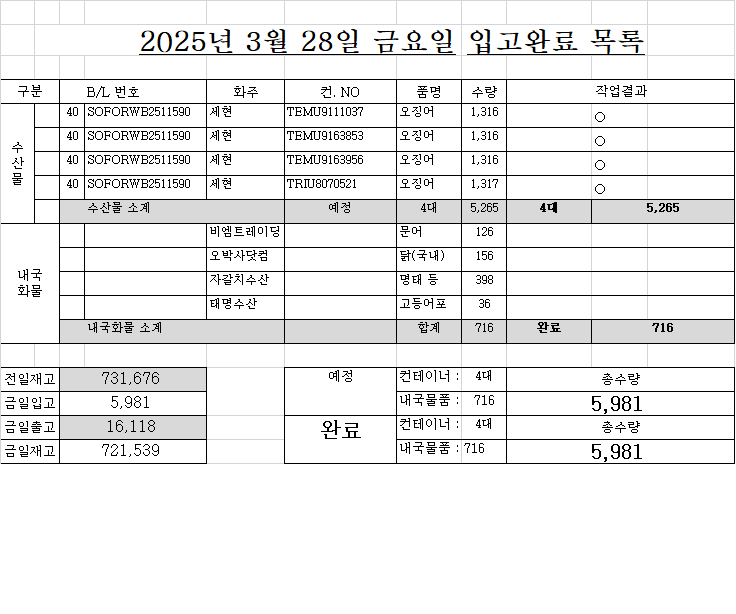 2025년 3월 28일 금요일 입고완료 목록
구분 B/L 번호 화주 컨. NO 품명 수량 작업결과
수산물
40 SOFORWB2511590 세현 TEMU9111037 오징어 1,316 ○
40 SOFORWB2511590 세현 TEMU9163853 오징어 1,316 ○
40 SOFORWB2511590 세현 TEMU9163956 오징어 1,316 ○
40 SOFORWB2511590 세현 TRIU8070521 오징어 1,317 ○
수산물 소계 예정 4대 5,265 4대 5,265
내국
화물
비엠트레이딩 문어 126
오박사닷컴 닭(국내) 156
자갈치수산 명태 등 398
태명수산 고등어포 36
내국화물 소계 합계 716 완료 716
전일재고 731,676 예정 컨테이너 : 4대 총수량
금일입고 5,981 내국물품 : 716 5,981
금일출고 16,118 완료 컨테이너 : 4대 총수량
금일재고 721,539 내국물품 : 716 5,981